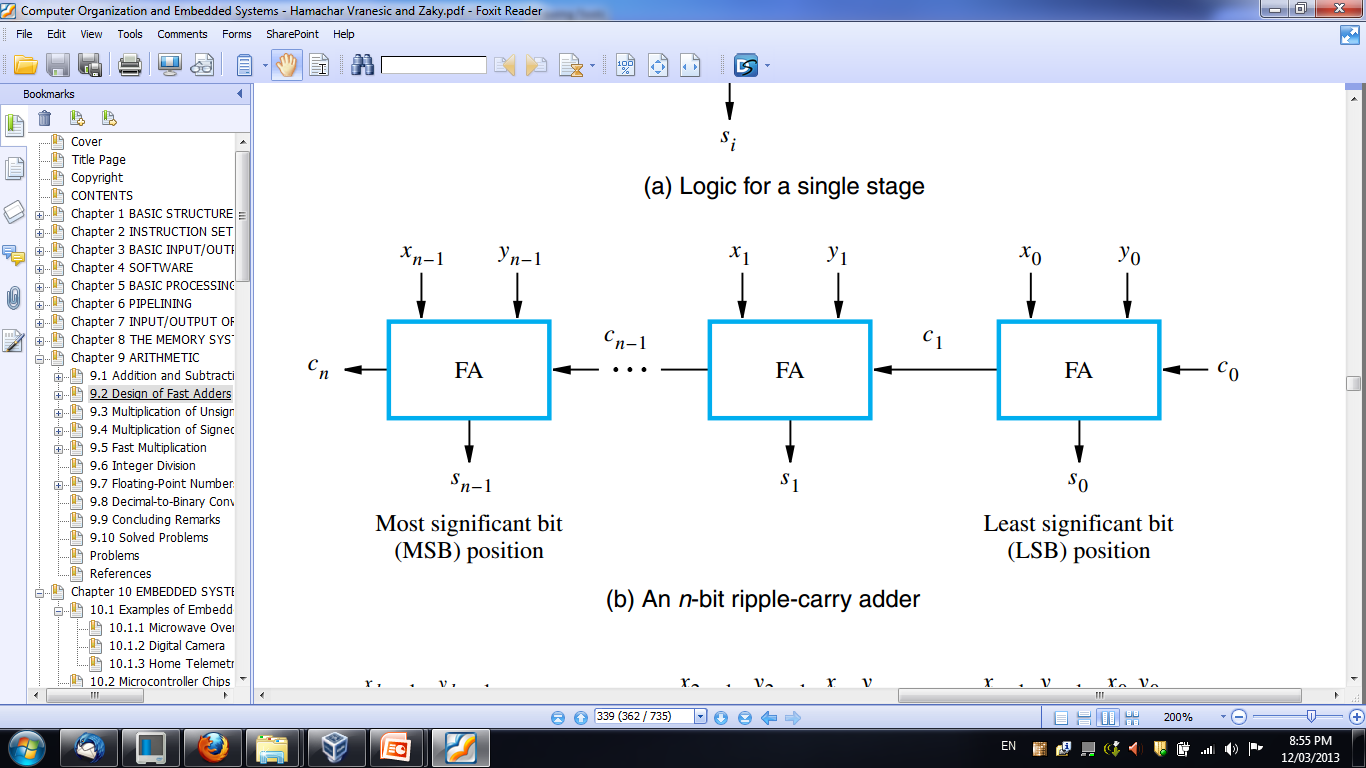 Computer Organization and Embedded Systems - Hamachar Vranesic and Zaky.pdf - Foxit Reader
File Edit View Tools Comments Forms SharePoint Help
Bookmarks
Cover
Title Page
Copyright
CONTENTS
Chapter 1 BASIC STRUCTURE
Chapter 2 INSTRUCTION SET
Chapter 3 BASIC INPUT/OUTP
Chapter 4 SOFTWARE
Chapter 5 BASIC PROCESSING
Chapter 6 PIPELINING
Chapter 7 INPUT/OUTPUT OR
Chapter 8 THE MEMORY SYS
Chapter 9 ARITHMETIC
9.1 Addition and Subtracti
9.2 Design of Fast Adders
9.3 Multiplication of Unsign
9.4 Multiplication of Signed
9.5 Fast Multiplication
9.6 Integer Division
9.7 Floating-Point Number
9.8 Decimal-to-Binary Conv
9.9 Concluding Remarks
9.10 Solved Problems
Problems
References
Chapter 10 EMBEDDED SYSTE
10.1 Examples of Embedd
10.1.1 Microwave Over
10.1.2 Digital Camera
10.1.3 Home Telemetr
10.2 Microcontroller Chips
s_i
(a) Logic for a single stage
x_{n−1} y_{n−1} x_1 y_1 x_0 y_0
c_n FA c_{n−1} ··· FA c_1 FA c_0
s_{n−1} s_1 s_0
Most significant bit Least significant bit
(MSB) position (LSB) position
(b) An n-bit ripple-carry adder
339 (362 / 735) 200%
EN 8:55 PM
12/03/2013